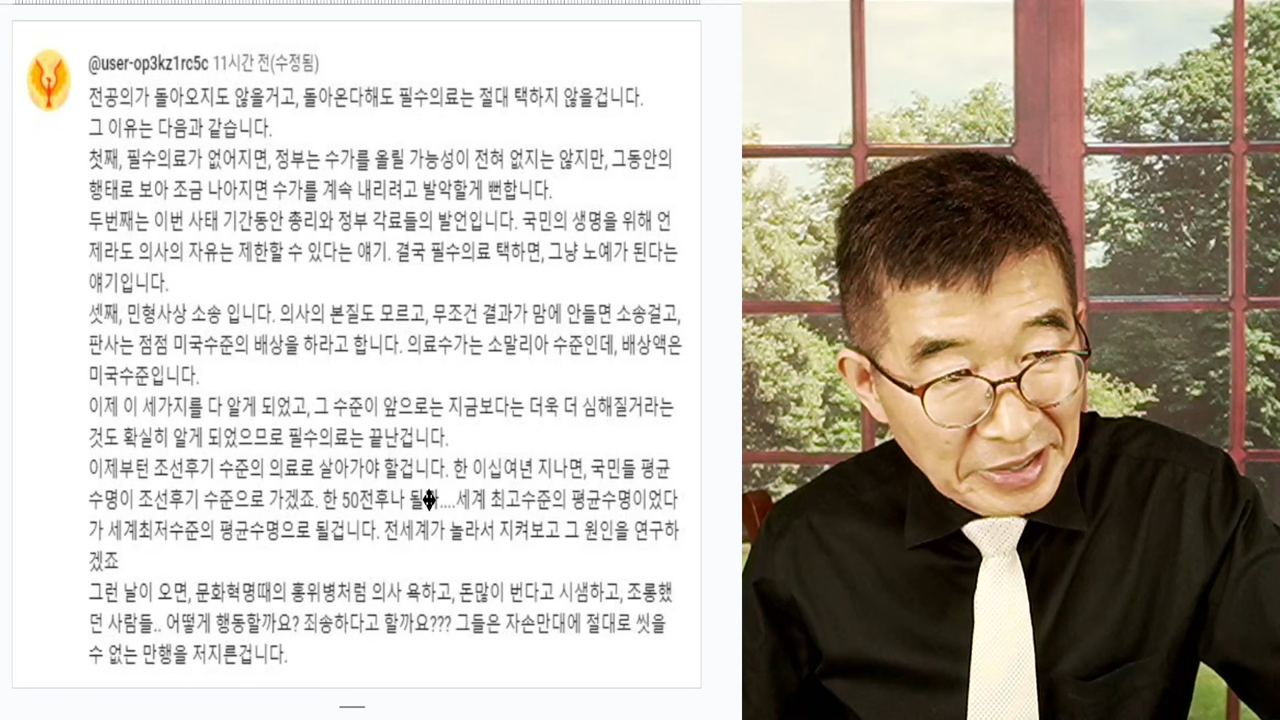 @user-op3kz1rc5c 11시간 전(수정됨)
전공의가 돌아오지도 않을거고, 돌아온다해도 필수의료는 절대 택하지 않을겁니다.
그 이유는 다음과 같습니다.
첫째, 필수의료가 없어지면, 정부는 수가를 올릴 가능성이 전혀 없지는 않지만, 그동안의
행태로 보아 조금 나아지면 수가를 계속 내리려고 발악할게 뻔합니다.
두번째는 이번 사태 기간동안 총리와 정부 각료들의 발언입니다. 국민의 생명을 위해 언
제라도 의사의 자유는 제한할 수 있다는 얘기. 결국 필수의료 택하면, 그냥 노예가 된다는
얘기입니다.
셋째, 민형사상 소송 입니다. 의사의 본질도 모르고, 무조건 결과가 맘에 안들면 소송걸고,
판사는 점점 미국수준의 배상을 하라고 합니다. 의료수가는 소말리아 수준인데, 배상액은
미국수준입니다.
이제 이 세가지를 다 알게 되었고, 그 수준이 앞으로는 지금보다는 더욱 더 심해질거라는
것도 확실히 알게 되었으므로 필수의료는 끝난겁니다.
이제부턴 조선후기 수준의 의료로 살아가야 할겁니다. 한 이십여년 지나면, 국민들 평균
수명이 조선후기 수준으로 가겠죠. 한 50전후나 ....세계 최고수준의 평균수명이었다
가 세계최저수준의 평균수명으로 될겁니다. 전세계가 놀라서 지켜보고 그 원인을 연구하
겠죠
그런 날이 오면, 문화혁명때의 홍위병처럼 의사 욕하고, 돈많이 번다고 시샘하고, 조롱했
던 사람들.. 어떻게 행동할까요? 죄송하다고 할까요??? 그들은 자손만대에 절대로 씻을
수 없는 만행을 저지른겁니다.